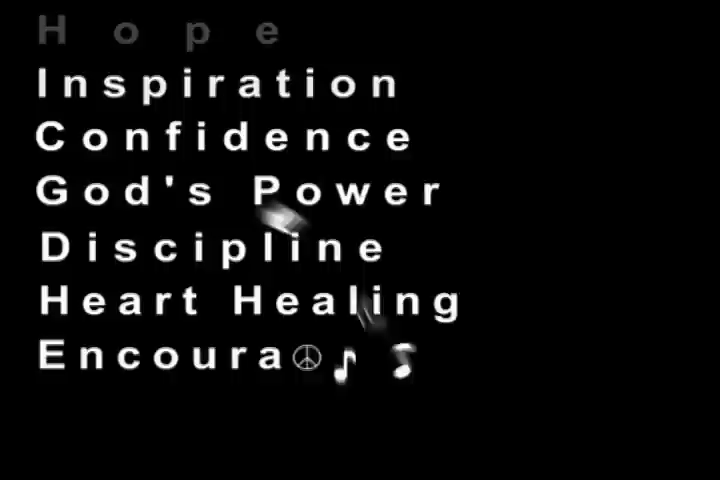 Hope
Inspiration
Confidence
God's Power
Discipline
Heart Healing
Encoura☮♪ ♪